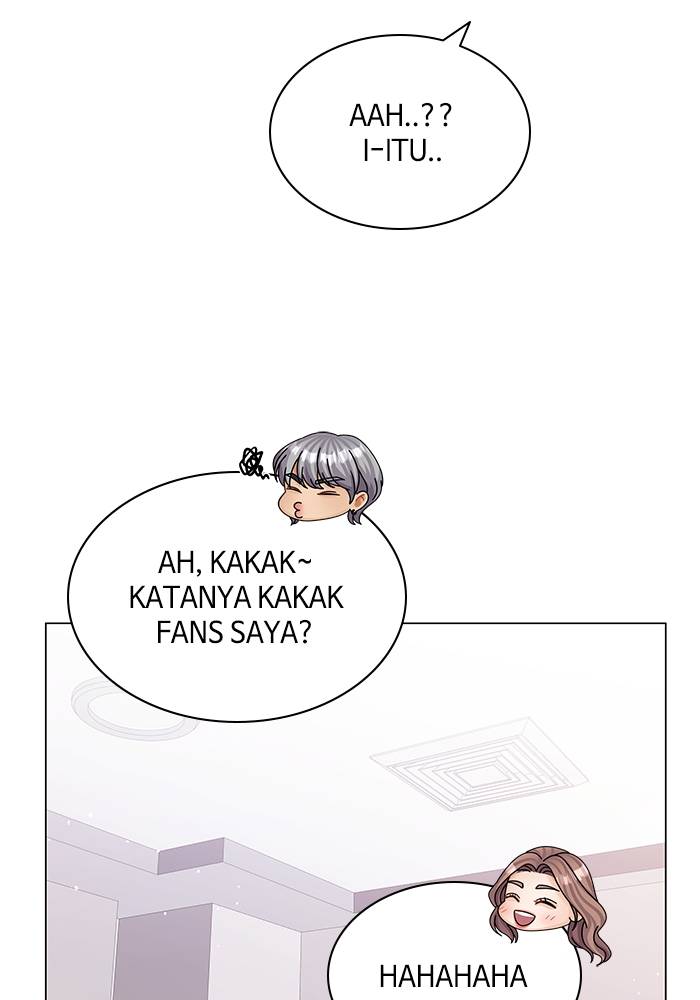 AAH..??
I-ITU..
AH, KAKAK~
KATANYA KAKAK
FANS SAYA?
HAHAHAHA